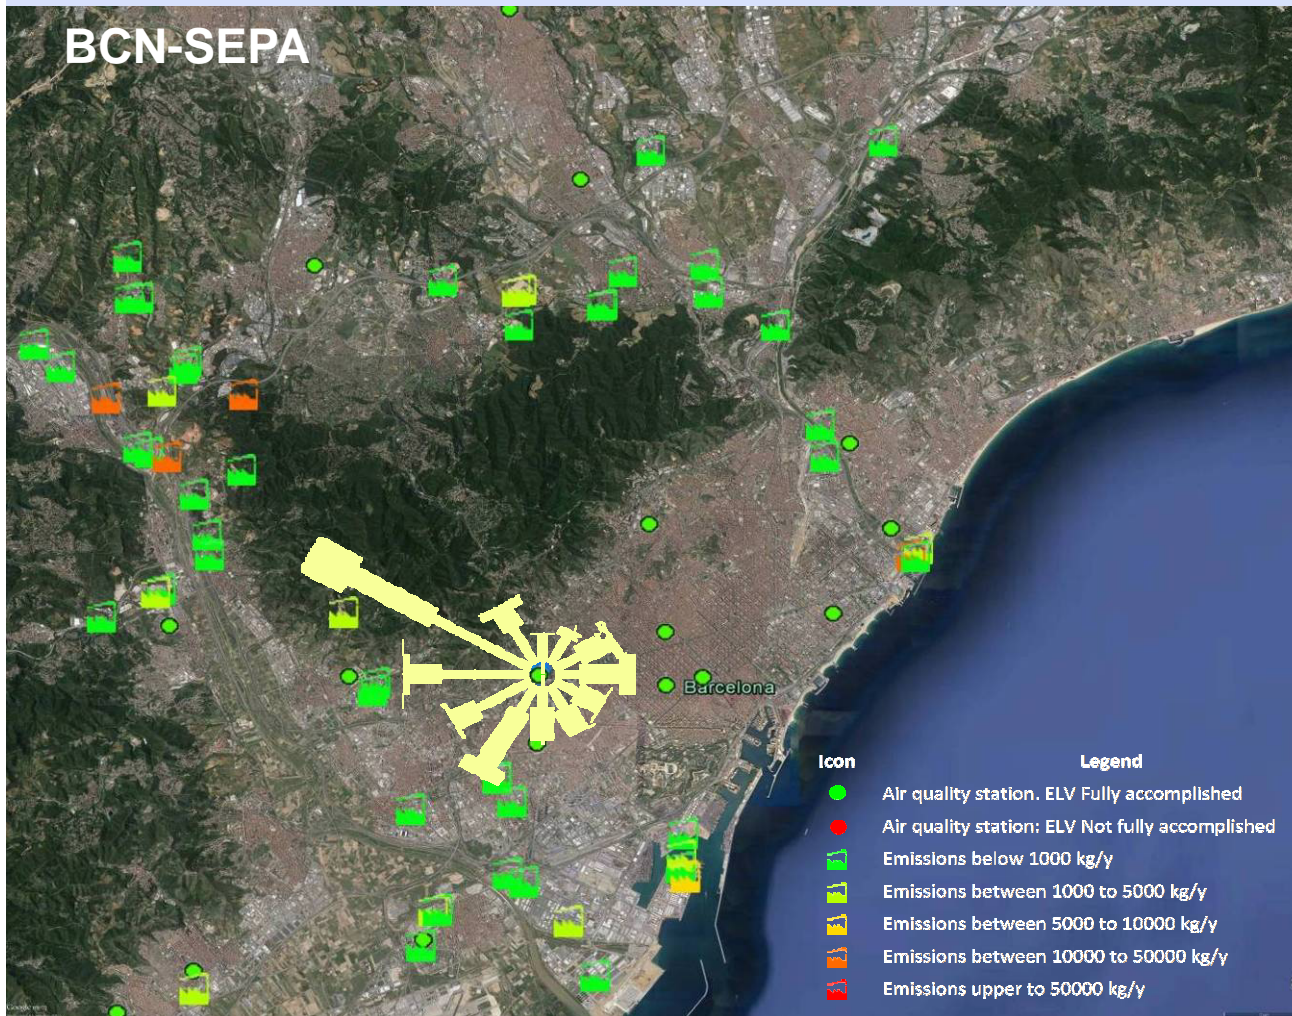 BCN-SEPA
Barcelona
Icon Legend
Air quality station. ELV Fully accomplished
Air quality station: ELV Not fully accomplished
Emissions below 1000 kg/y
Emissions between 1000 to 5000 kg/y
Emissions between 5000 to 10000 kg/y
Emissions between 10000 to 50000 kg/y
Emissions upper to 50000 kg/y